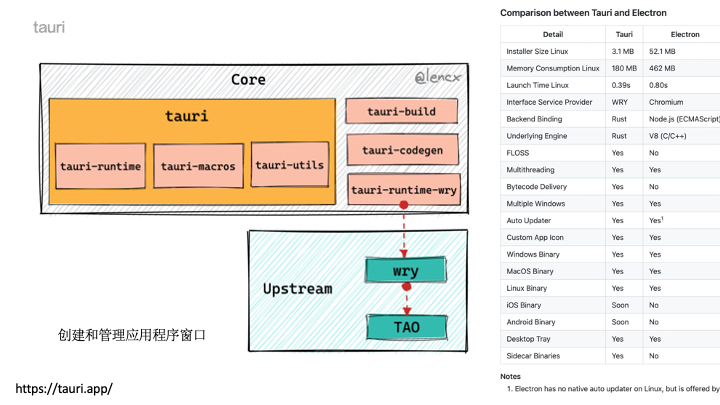 tauri
Core
@lencx
tauri
tauri-runtime
tauri-macros
tauri-utils
tauri-build
tauri-codegen
tauri-runtime-wry
Upstream
wry
TAO
创建和管理应用程序窗口
https://tauri.app/
Comparison between Tauri and Electron
Detail Tauri Electron
Installer Size Linux 3.1 MB 52.1 MB
Memory Consumption Linux 180 MB 462 MB
Launch Time Linux 0.39s 0.80s
Interface Service Provider WRY Chromium
Backend Binding Rust Node.js (ECMAScript)
Underlying Engine Rust V8 (C/C++)
FLOSS Yes No
Multithreading Yes Yes
Bytecode Delivery Yes No
Multiple Windows Yes Yes
Auto Updater Yes Yes1
Custom App Icon Yes Yes
Windows Binary Yes Yes
MacOS Binary Yes Yes
Linux Binary Yes Yes
iOS Binary Soon No
Android Binary Soon No
Desktop Tray Yes Yes
Sidecar Binaries Yes No
Notes
1. Electron has no native auto updater on Linux, but is offered by